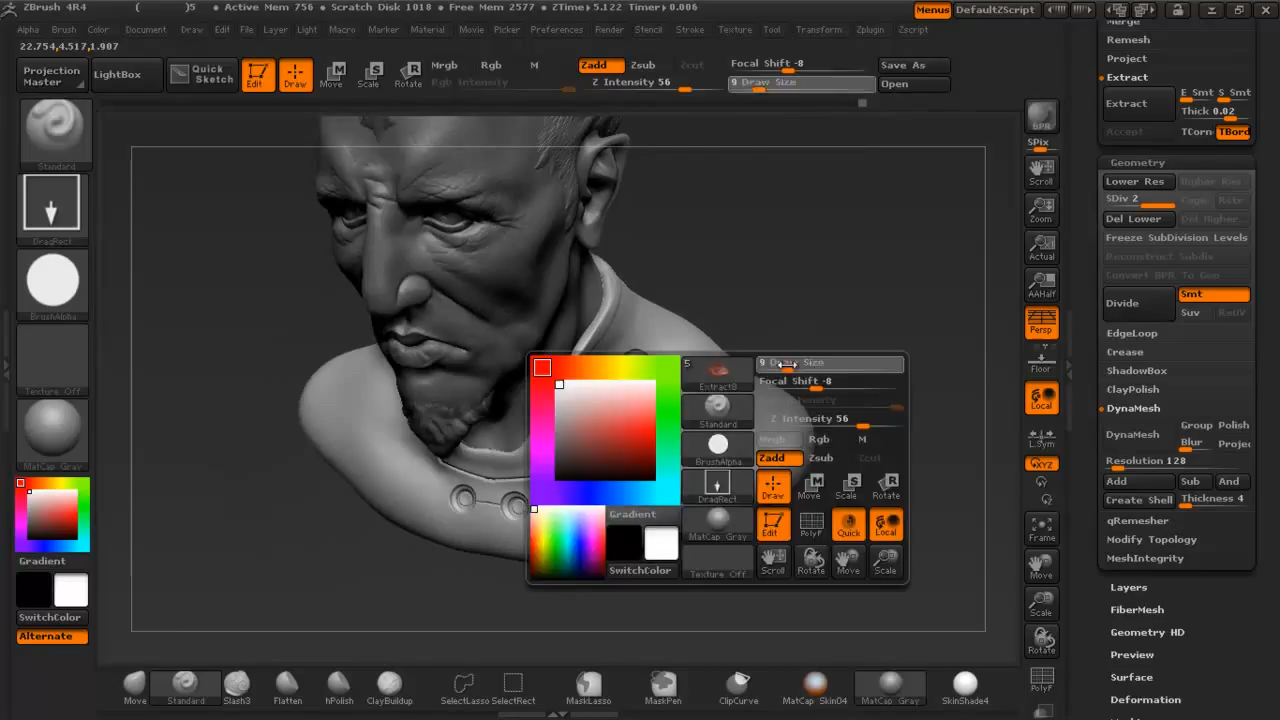 ZBrush 4R4 ( )5 • Active Mem 756 • Scratch Disk 1018 • Free Mem 2577 • ZTime▸5.122 Timer▸0.006 Menus DefaultZScript
Alpha Brush Color Document Draw Edit File Layer Light Macro Marker Material Movie Picker Preferences Render Stencil Stroke Texture Tool Transform Zplugin Zscript
22.754,4.517,1.907
Projection Master
LightBox
Quick Sketch
Edit
Draw
Move
Scale
Rotate
Mrgb Rgb M
Rgb Intensity
Zadd Zsub Zcut
Z Intensity 56
Focal Shift -8
9 Draw Size
Save As
Open
Standard
DragRect
BrushAlpha
Texture Off
MatCap Gray
Gradient
SwitchColor
Alternate
5
Extract8
Standard
BrushAlpha
DragRect
MatCap Gray
Texture Off
Gradient
SwitchColor
9 Draw Size
Focal Shift -8
Z Intensity 56
Mrgb Rgb M
Zadd Zsub Zcut
Draw Move Scale Rotate
Edit PolyF Quick Local
Scroll Rotate Move Scale
BPR
SPix
Scroll
Zoom
Actual
AAHalf
Persp
Floor
Local
L.Sym
XYZ
Frame
Move
Scale
Rotate
PolyF
Merge
Remesh
Project
Extract
Extract E Smt S Smt
Thick 0.02
Accept TCorn TBord
Geometry
Lower Res Higher Res
SDiv 2 Cage Rstr
Del Lower Del Higher
Freeze SubDivision Levels
Reconstruct Subdiv
Convert BPR To Geo
Divide Smt
Suv ReUV
EdgeLoop
Crease
ShadowBox
ClayPolish
DynaMesh
DynaMesh Group Polish
Blur Proje
Resolution 128
Add Sub And
Create Shell Thickness 4
qRemesher
Modify Topology
MeshIntegrity
Layers
FiberMesh
Geometry HD
Preview
Surface
Deformation
Move Standard Slash3 Flatten hPolish ClayBuildup SelectLasso SelectRect MaskLasso MaskPen ClipCurve MatCap Skin04 MatCap Gray SkinShade4